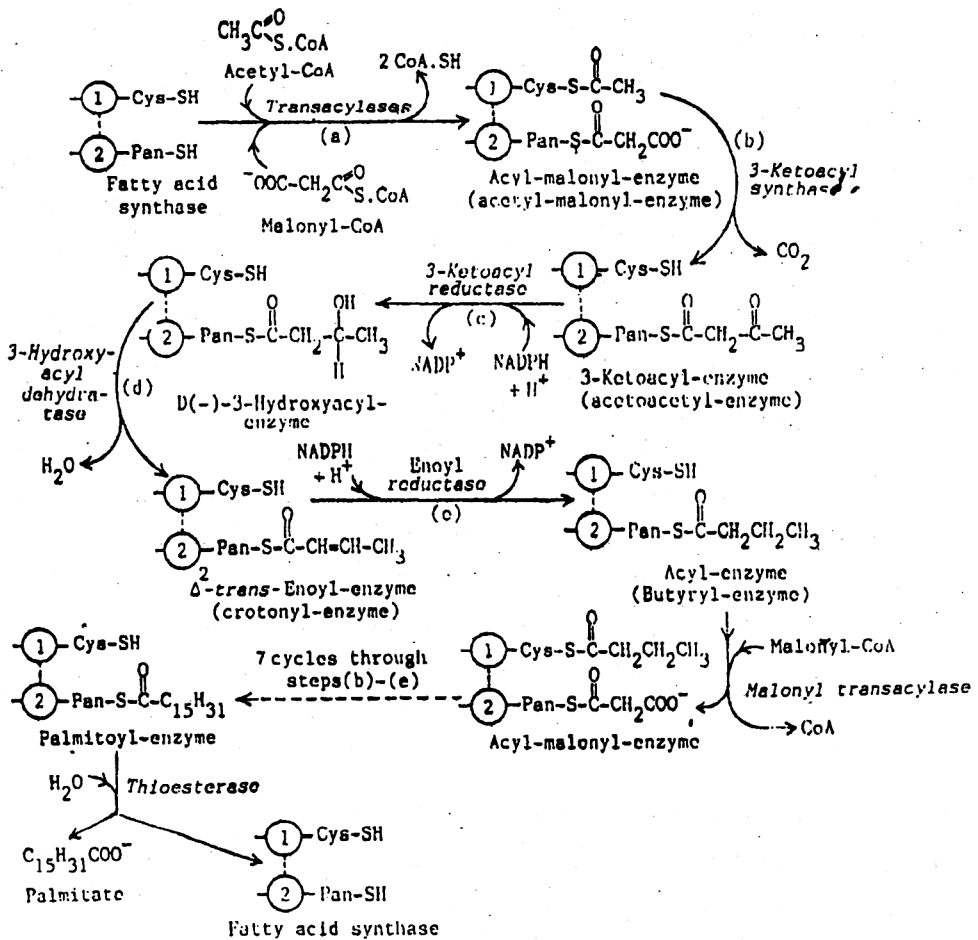 CH3C=O
S.CoA
Acetyl-CoA
2 CoA.SH
1 Cys-SH
2 Pan-SH
Fatty acid
synthase
Transacylases
(a)
-OOC-CH2-C=O
S.CoA
Malonyl-CoA
1 Cys-S-C-CH3
O
2 Pan-S-C-CH2COO-
O
Acyl-malonyl-enzyme
(acetyl-malonyl-enzyme)
(b)
3-Ketoacyl
synthase
CO2
1 Cys-SH
O O
2 Pan-S-C-CH2-C-CH3
3-Ketoacyl-enzyme
(acetoacetyl-enzyme)
3-Ketoacyl
reductase
(c)
NADP+
NADPH
+ H+
1 Cys-SH
O OH
2 Pan-S-C-CH2-C-CH3
H
D(-)-3-Hydroxyacyl-
enzyme
3-Hydroxy-
acyl
dehydra-
tase
(d)
H2O
1 Cys-SH
O
2 Pan-S-C-CH=CH-CH3
Δ2-trans-Enoyl-enzyme
(crotonyl-enzyme)
NADPH
+ H+
Enoyl
reductase
(e)
NADP+
1 Cys-SH
O
2 Pan-S-C-CH2CH2CH3
Acyl-enzyme
(Butyryl-enzyme)
Malonyl-CoA
Malonyl transacylase
CoA
O
1 Cys-S-C-CH2CH2CH3
O
2 Pan-S-C-CH2COO-
Acyl-malonyl-enzyme
7 cycles through
steps(b)-(e)
1 Cys-SH
O
2 Pan-S-C-C15H31
Palmitoyl-enzyme
H2O
Thioesterase
C15H31COO-
Palmitate
1 Cys-SH
2 Pan-SH
Fatty acid synthase